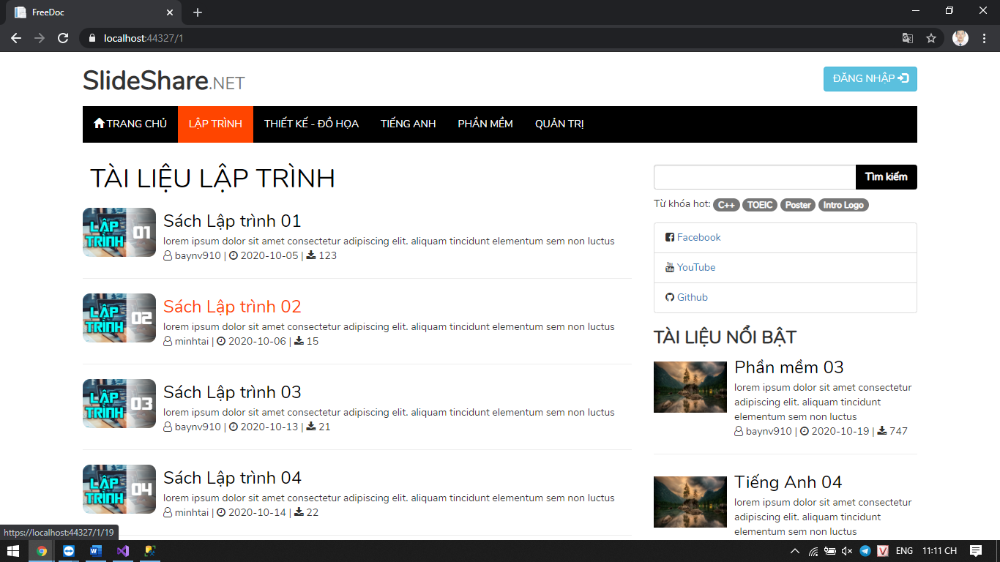 FreeDoc
localhost:44327/1
SlideShare.NET
ĐĂNG NHẬP
TRANG CHỦ
LẬP TRÌNH
THIẾT KẾ - ĐỒ HỌA
TIẾNG ANH
PHẦN MỀM
QUẢN TRỊ
TÀI LIỆU LẬP TRÌNH
LẬP
TRÌNH
01
Sách Lập trình 01
lorem ipsum dolor sit amet consectetur adipiscing elit. aliquam tincidunt elementum sem non luctus
baynv910 | 2020-10-05 | 123
LẬP
TRÌNH
02
Sách Lập trình 02
lorem ipsum dolor sit amet consectetur adipiscing elit. aliquam tincidunt elementum sem non luctus
minhtai | 2020-10-06 | 15
LẬP
TRÌNH
03
Sách Lập trình 03
lorem ipsum dolor sit amet consectetur adipiscing elit. aliquam tincidunt elementum sem non luctus
baynv910 | 2020-10-13 | 21
LẬP
TRÌNH
04
Sách Lập trình 04
lorem ipsum dolor sit amet consectetur adipiscing elit. aliquam tincidunt elementum sem non luctus
minhtai | 2020-10-14 | 22
Tìm kiếm
Từ khóa hot: C++ TOEIC Poster Intro Logo
Facebook
You Tube YouTube
Github
TÀI LIỆU NỔI BẬT
Phần mềm 03
lorem ipsum dolor sit amet consectetur
adipiscing elit. aliquam tincidunt
elementum sem non luctus
baynv910 | 2020-10-19 | 747
Tiếng Anh 04
lorem ipsum dolor sit amet consectetur
adipiscing elit. aliquam tincidunt
elementum sem non luctus
https://localhost:44327/1/19
ENG
11:11 CH